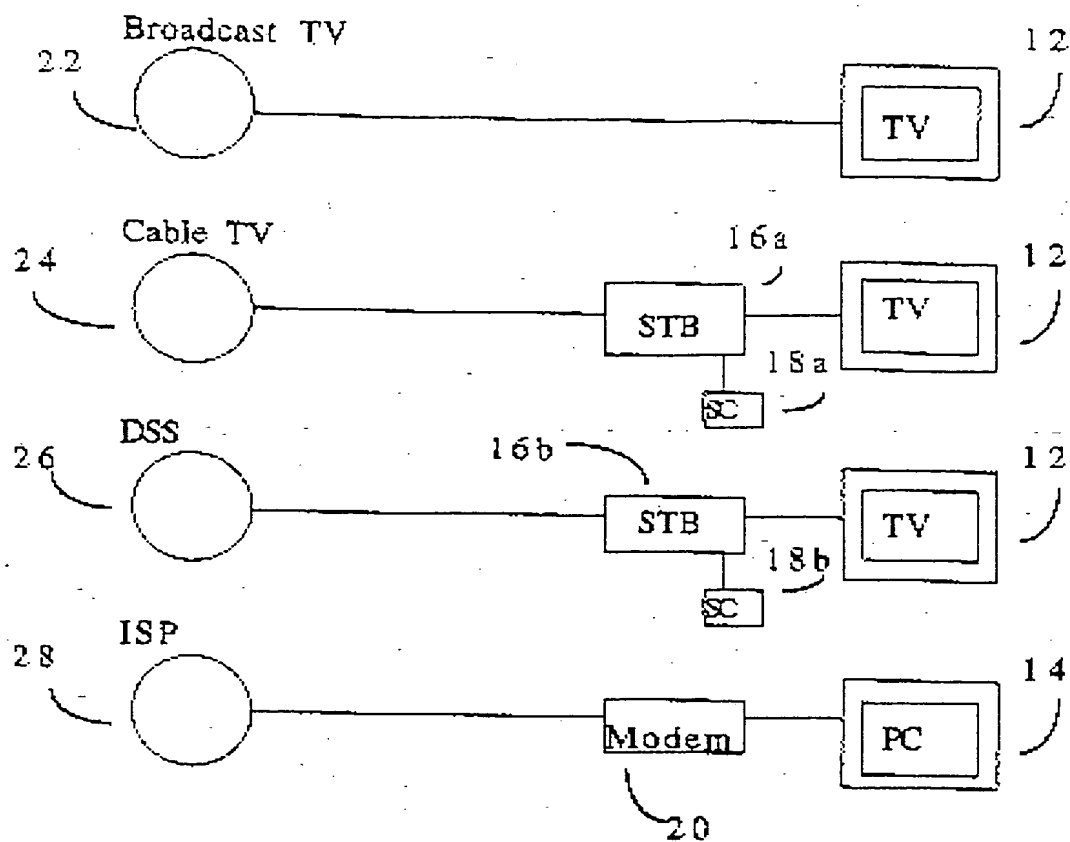 Broadcast TV
22
12
TV
Cable TV
24
16a
12
STB
TV
18a
SC
DSS
26
16b
12
STB
TV
18b
SC
ISP
28
14
Modem
PC
20